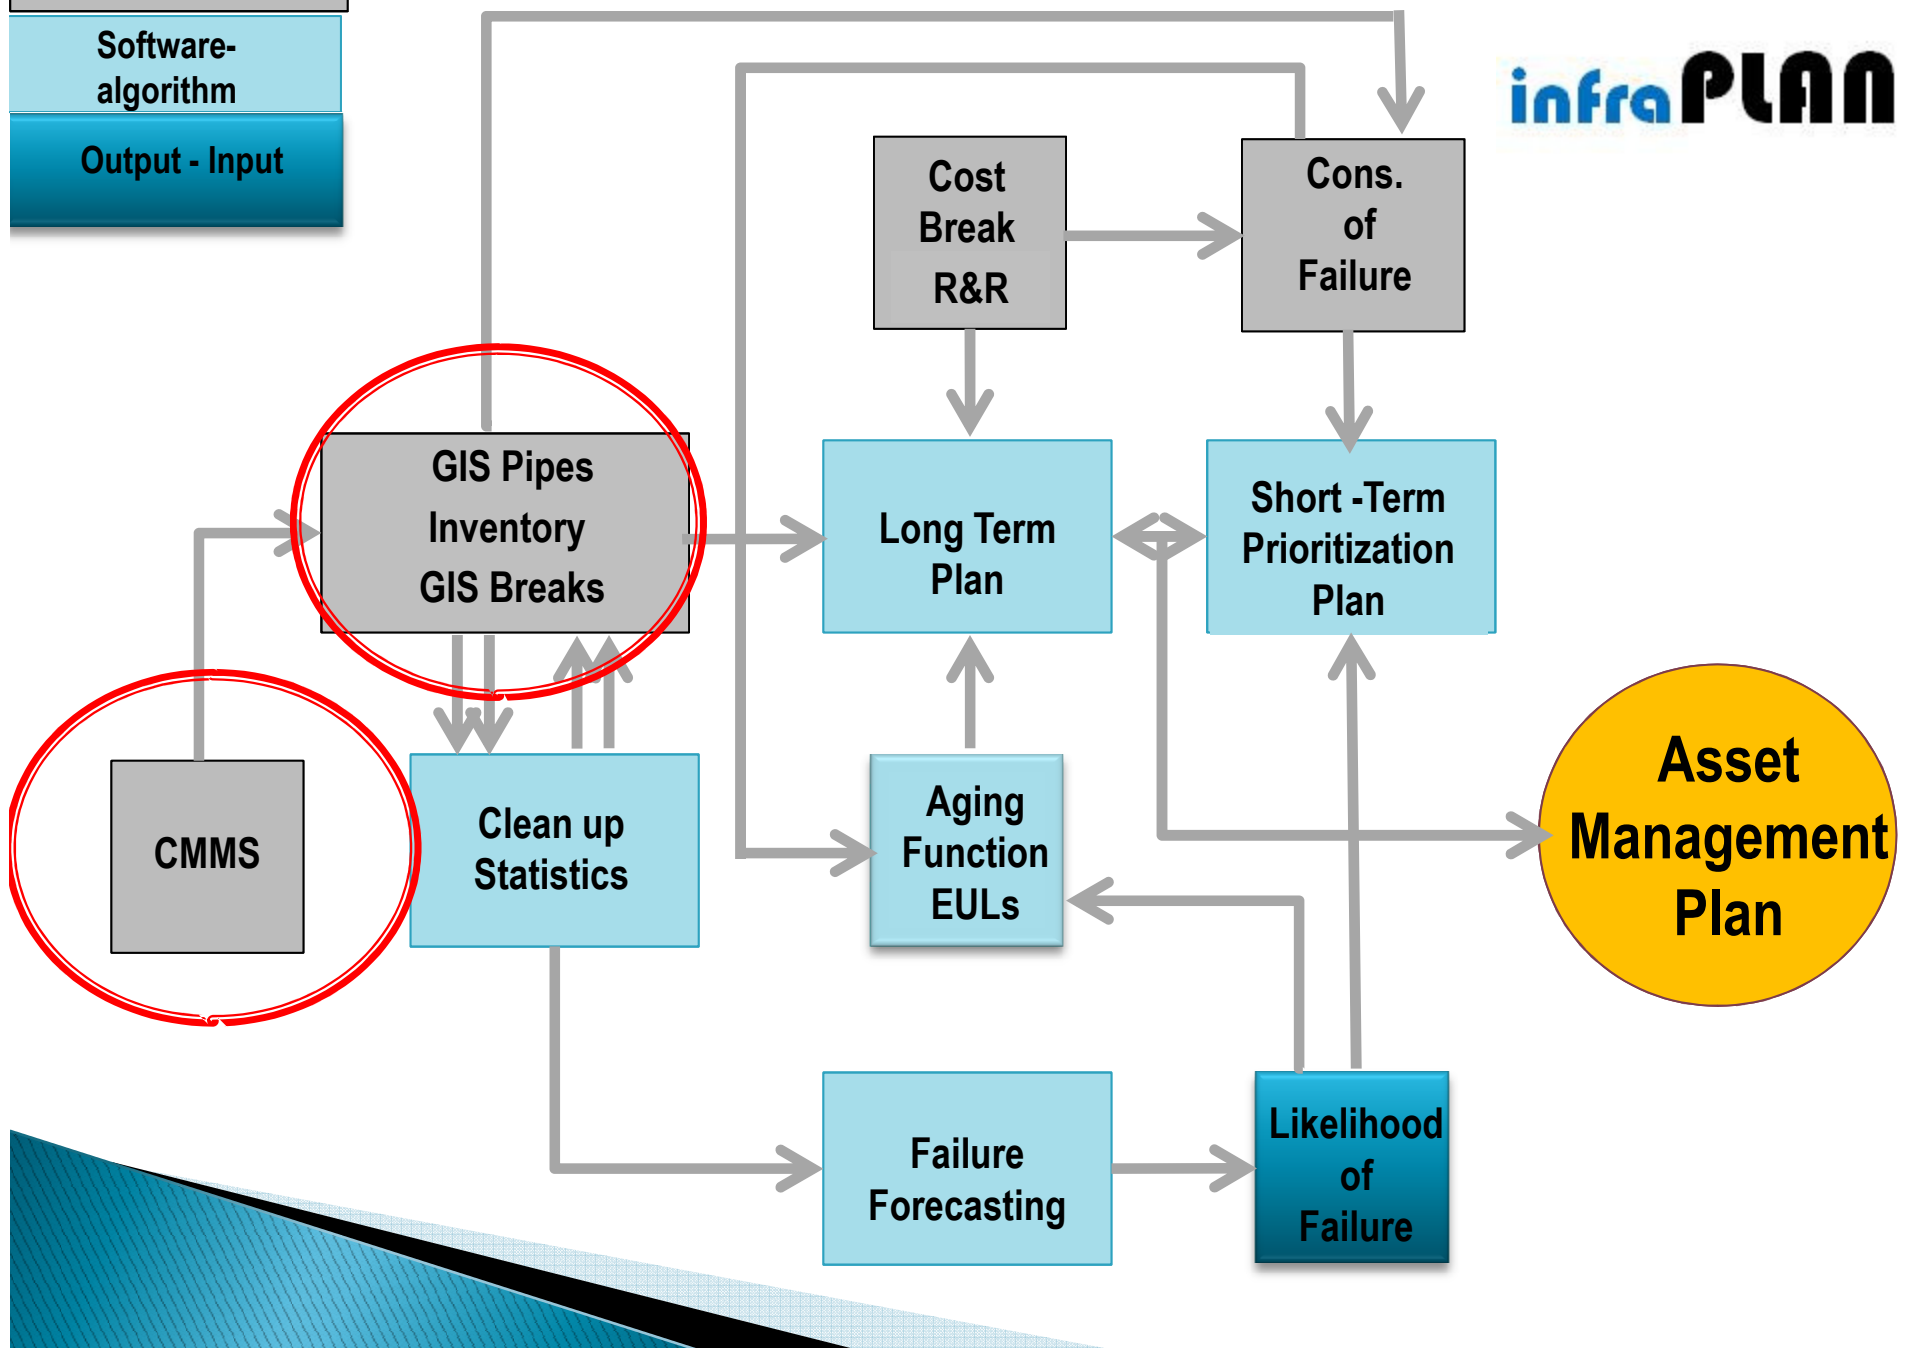 Software-
algorithm
Output - Input
infraPLAN
Cost
Break
R&R
Cons.
of
Failure
GIS Pipes
Inventory
GIS Breaks
Long Term
Plan
Short -Term
Prioritization
Plan
CMMS
Clean up
Statistics
Aging
Function
EULs
Asset
Management
Plan
Failure
Forecasting
Likelihood
of
Failure